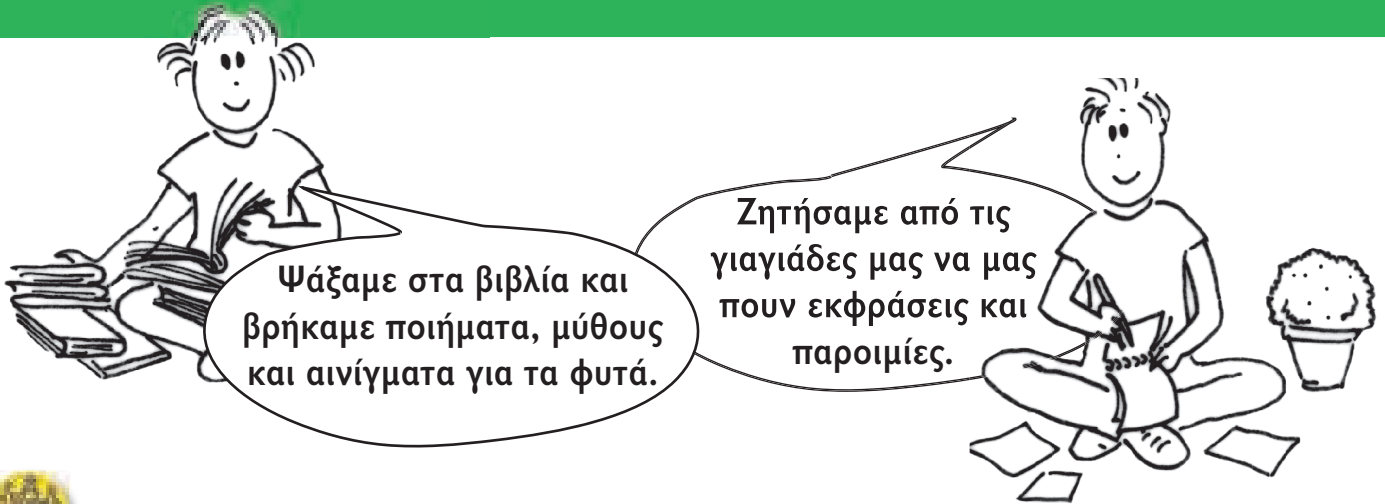 Ψάξαμε στα βιβλία και
βρήκαμε ποιήματα, μύθους
και αινίγματα για τα φυτά.
Ζητήσαμε από τις
γιαγιάδες μας να μας
πουν εκφράσεις και
παροιμίες.